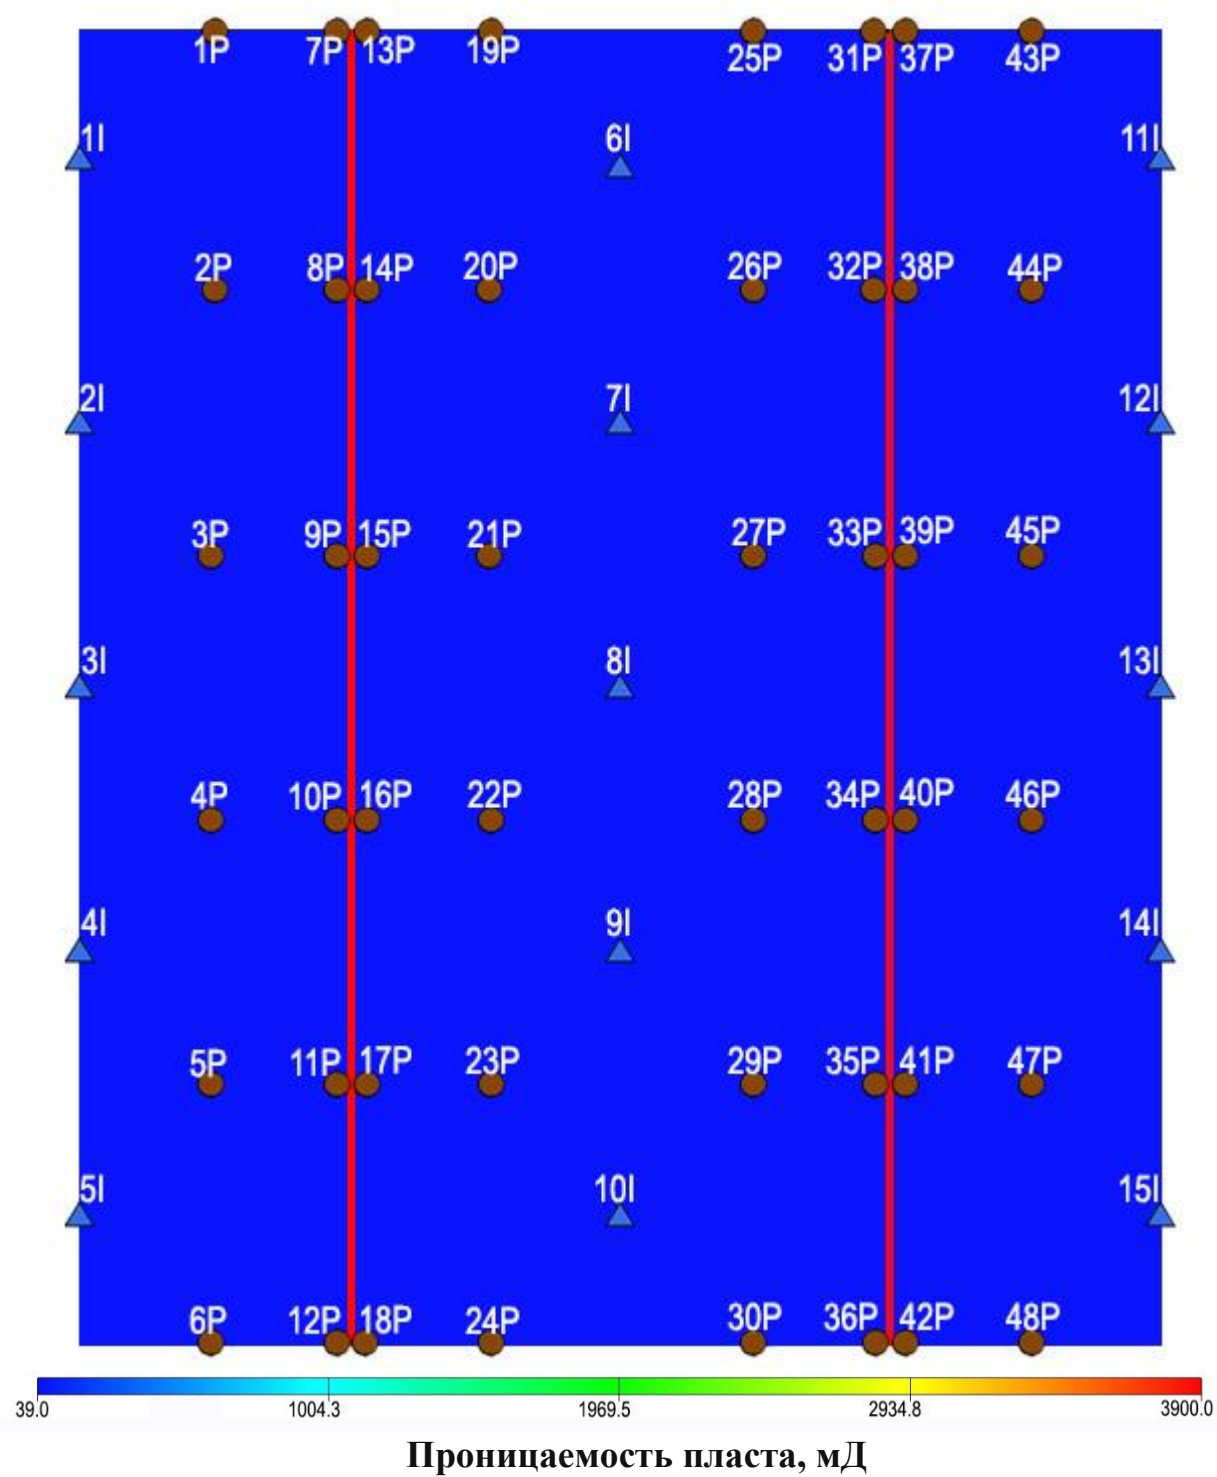 1P 7P 13P 19P 25P 31P 37P 43P
1I 6I 11I
2P 8P 14P 20P 26P 32P 38P 44P
2I 7I 12I
3P 9P 15P 21P 27P 33P 39P 45P
3I 8I 13I
4P 10P 16P 22P 28P 34P 40P 46P
4I 9I 14I
5P 11P 17P 23P 29P 35P 41P 47P
5I 10I 15I
6P 12P 18P 24P 30P 36P 42P 48P
39.0 1004.3 1969.5 2934.8 3900.0
Проницаемость пласта, мД